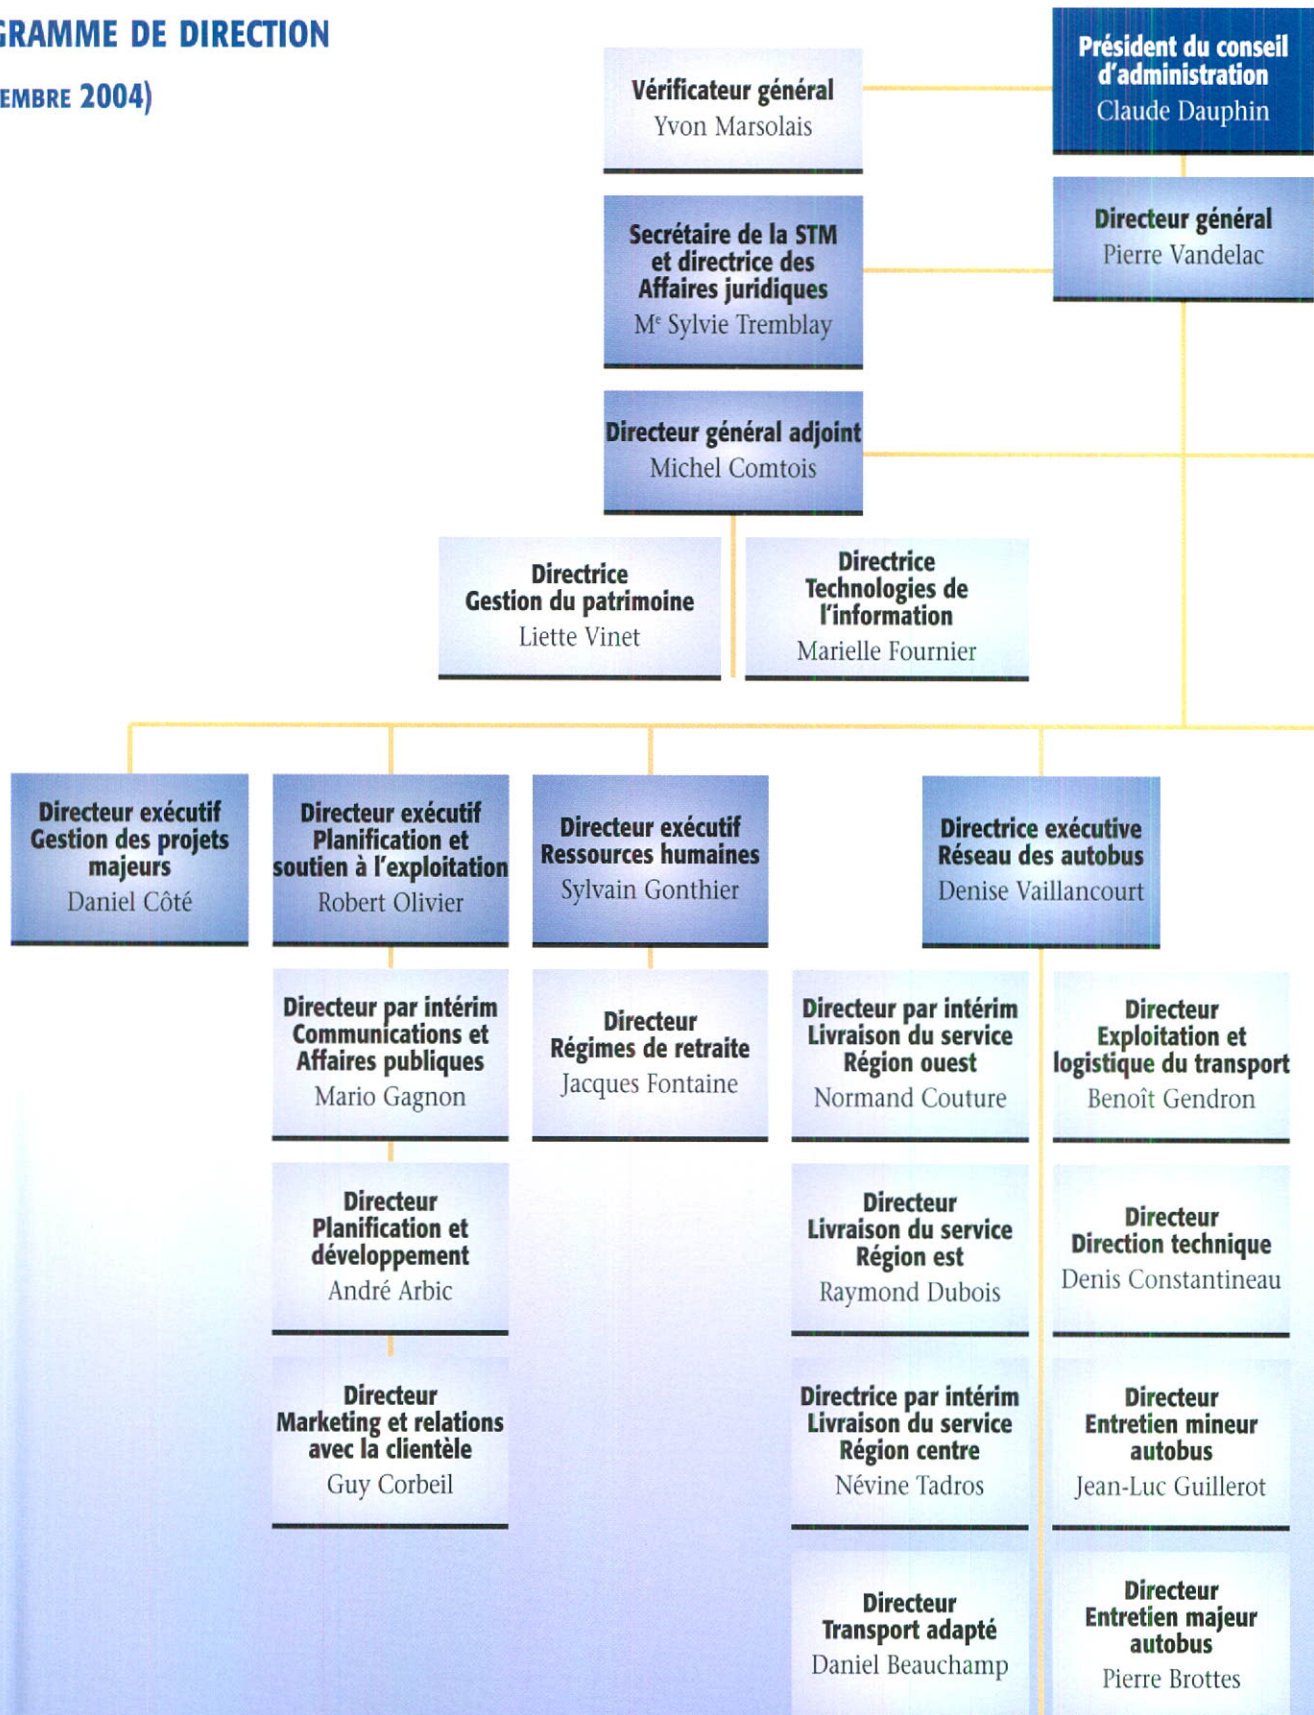 GRAMME DE DIRECTION
EMBRE 2004)
Président du conseil
d'administration
Claude Dauphin
Vérificateur général
Yvon Marsolais
Directeur général
Pierre Vandelac
Secrétaire de la STM
et directrice des
Affaires juridiques
Me Sylvie Tremblay
Directeur général adjoint
Michel Comtois
Directrice
Gestion du patrimoine
Liette Vinet
Directrice
Technologies de
l'information
Marielle Fournier
Directeur exécutif
Gestion des projets
majeurs
Daniel Côté
Directeur exécutif
Planification et
soutien à l'exploitation
Robert Olivier
Directeur exécutif
Ressources humaines
Sylvain Gonthier
Directrice exécutive
Réseau des autobus
Denise Vaillancourt
Directeur par intérim
Communications et
Affaires publiques
Mario Gagnon
Directeur
Régimes de retraite
Jacques Fontaine
Directeur par intérim
Livraison du service
Région ouest
Normand Couture
Directeur
Exploitation et
logistique du transport
Benoît Gendron
Directeur
Planification et
développement
André Arbic
Directeur
Livraison du service
Région est
Raymond Dubois
Directeur
Direction technique
Denis Constantineau
Directeur
Marketing et relations
avec la clientèle
Guy Corbeil
Directrice par intérim
Livraison du service
Région centre
Névine Tadros
Directeur
Entretien mineur
autobus
Jean-Luc Guillerot
Directeur
Transport adapté
Daniel Beauchamp
Directeur
Entretien majeur
autobus
Pierre Brottes